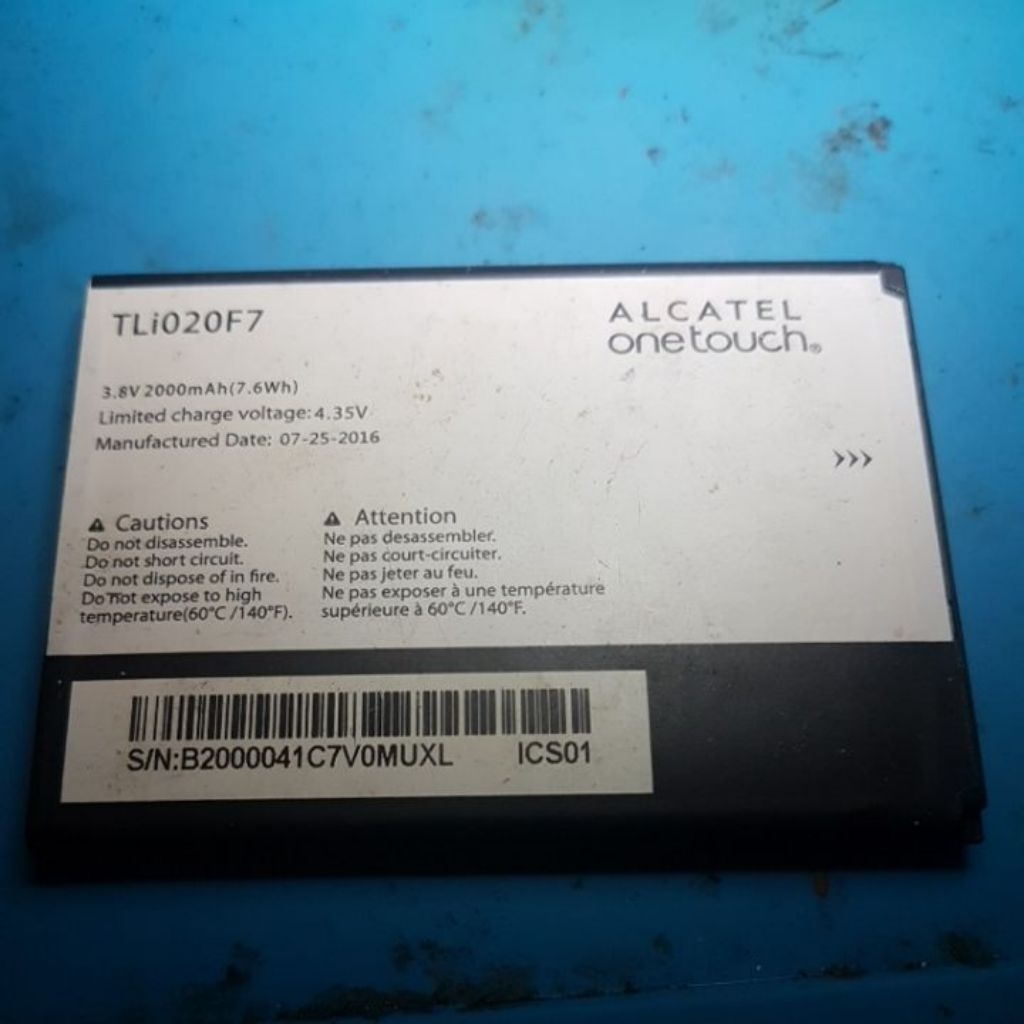 TLi020F7
ALCATEL
onetouch®
3.8V 2000mAh(7.6Wh)
Limited charge voltage: 4.35V
Manufactured Date: 07-25-2016
Cautions
Do not disassemble.
Do not short circuit.
Do not dispose of in fire.
Do not expose to high
temperature(60°C /140°F).
Attention
Ne pas desassembler.
Ne pas court-circuiter.
Ne pas jeter au feu.
Ne pas exposer à une température
supérieure à 60°C /140°F.
S/N:B2000041C7V0MUXL ICS01